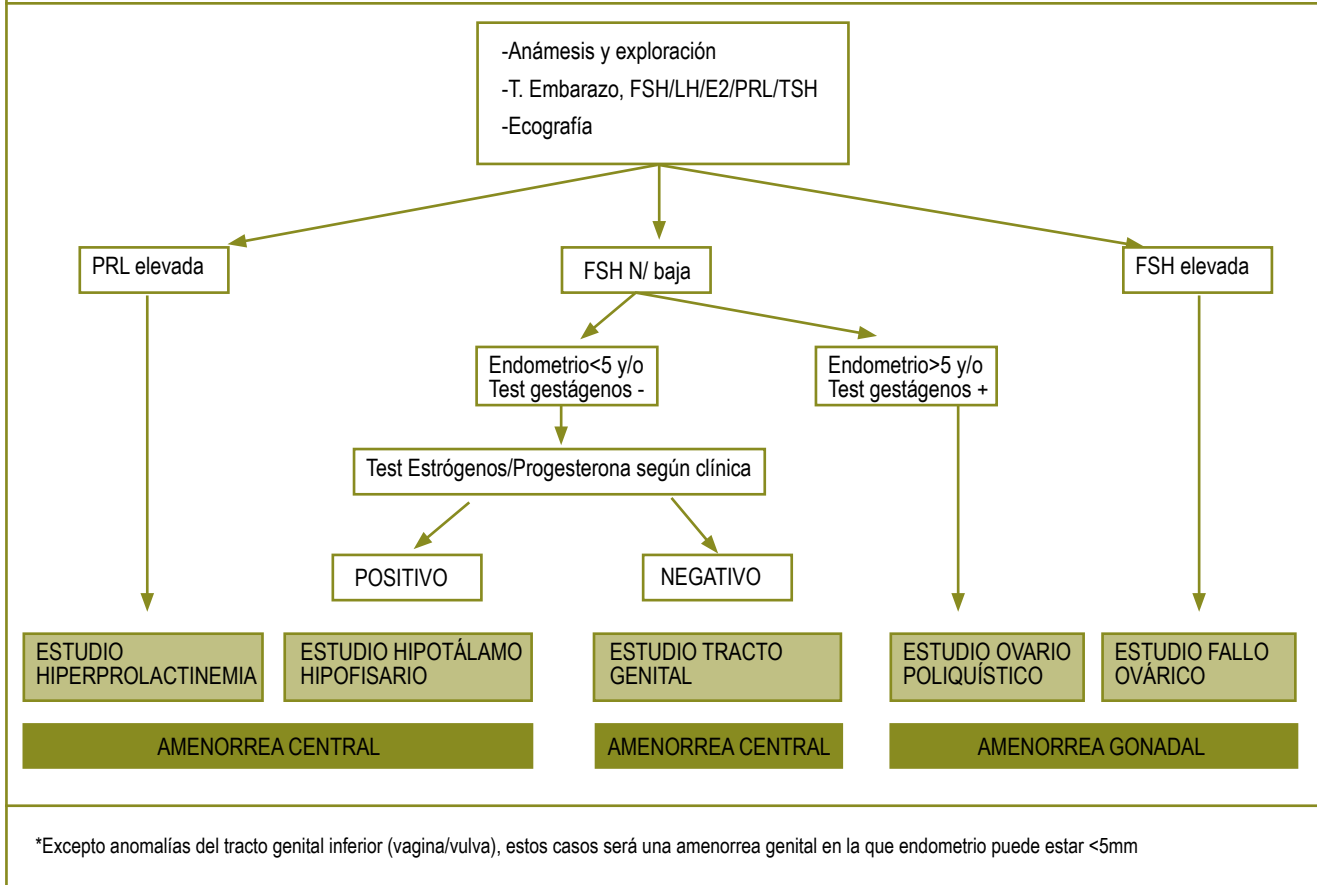 -Anámesis y exploración
-T. Embarazo, FSH/LH/E2/PRL/TSH
-Ecografía
PRL elevada
FSH N/ baja
FSH elevada
Endometrio<5 y/o
Test gestágenos -
Endometrio>5 y/o
Test gestágenos +
Test Estrógenos/Progesterona según clínica
POSITIVO
NEGATIVO
ESTUDIO
HIPERPROLACTINEMIA
ESTUDIO HIPOTÁLAMO
HIPOFISARIO
ESTUDIO TRACTO
GENITAL
ESTUDIO OVARIO
POLIQUÍSTICO
ESTUDIO FALLO
OVÁRICO
AMENORREA CENTRAL
AMENORREA CENTRAL
AMENORREA GONADAL
*Excepto anomalías del tracto genital inferior (vagina/vulva), estos casos será una amenorrea genital en la que endometrio puede estar <5mm